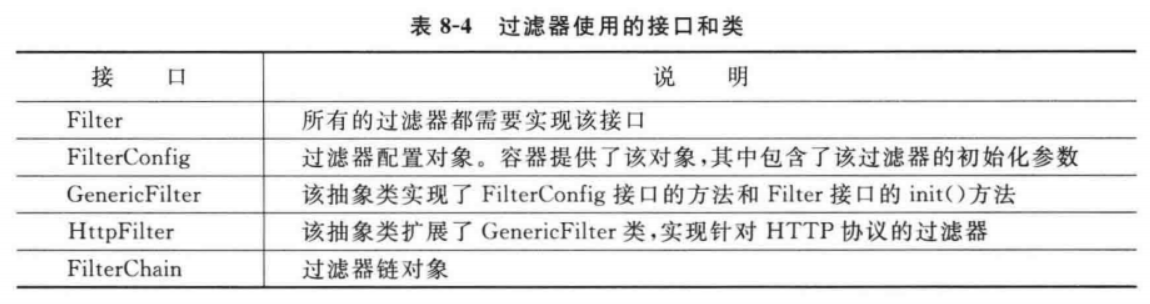 表 8-4 过滤器使用的接口和类
接 口 说 明
Filter 所有的过滤器都需要实现该接口
FilterConfig 过滤器配置对象。容器提供了该对象,其中包含了该过滤器的初始化参数
GenericFilter 该抽象类实现了 FilterConfig 接口的方法和 Filter 接口的 init()方法
HttpFilter 该抽象类扩展了 GenericFilter 类,实现针对 HTTP 协议的过滤器
FilterChain 过滤器链对象